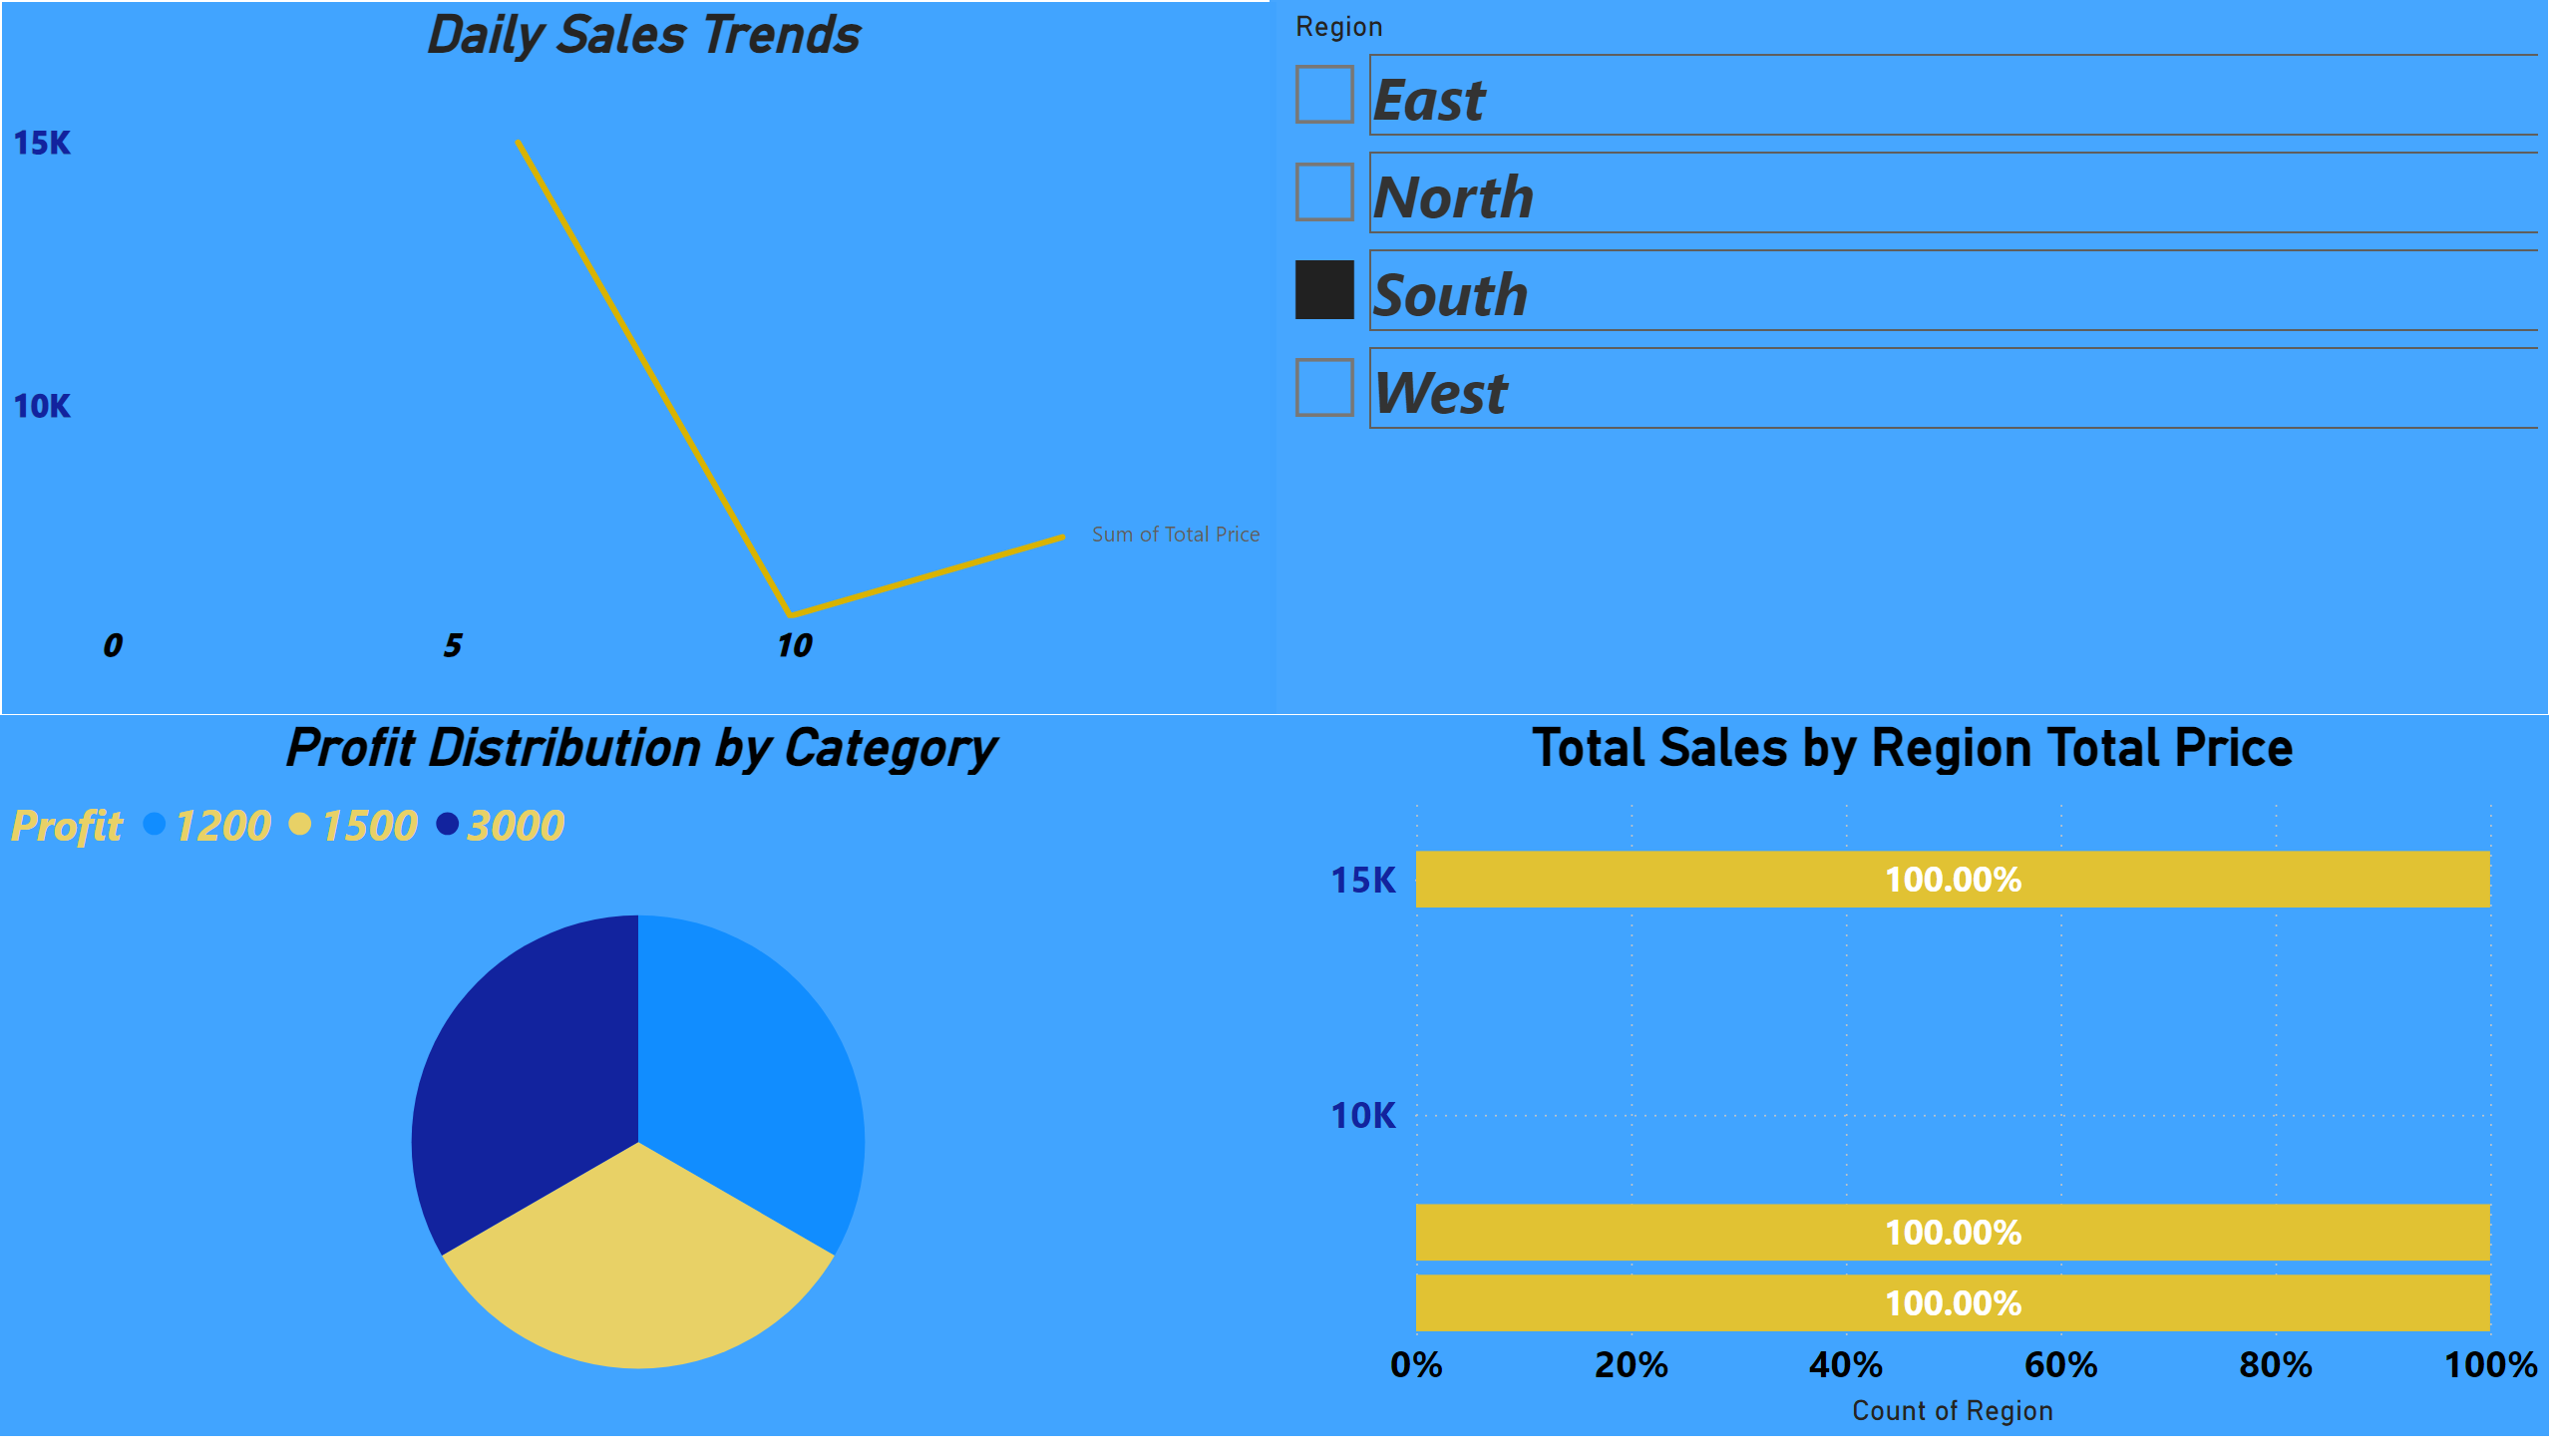 Daily Sales Trends
15K
10K
Sum of Total Price
0 5 10
Region
East
North
South
West
Profit Distribution by Category
Profit 1200 1500 3000
Total Sales by Region Total Price
15K
100.00%
10K
100.00%
100.00%
0% 20% 40% 60% 80% 100%
Count of Region